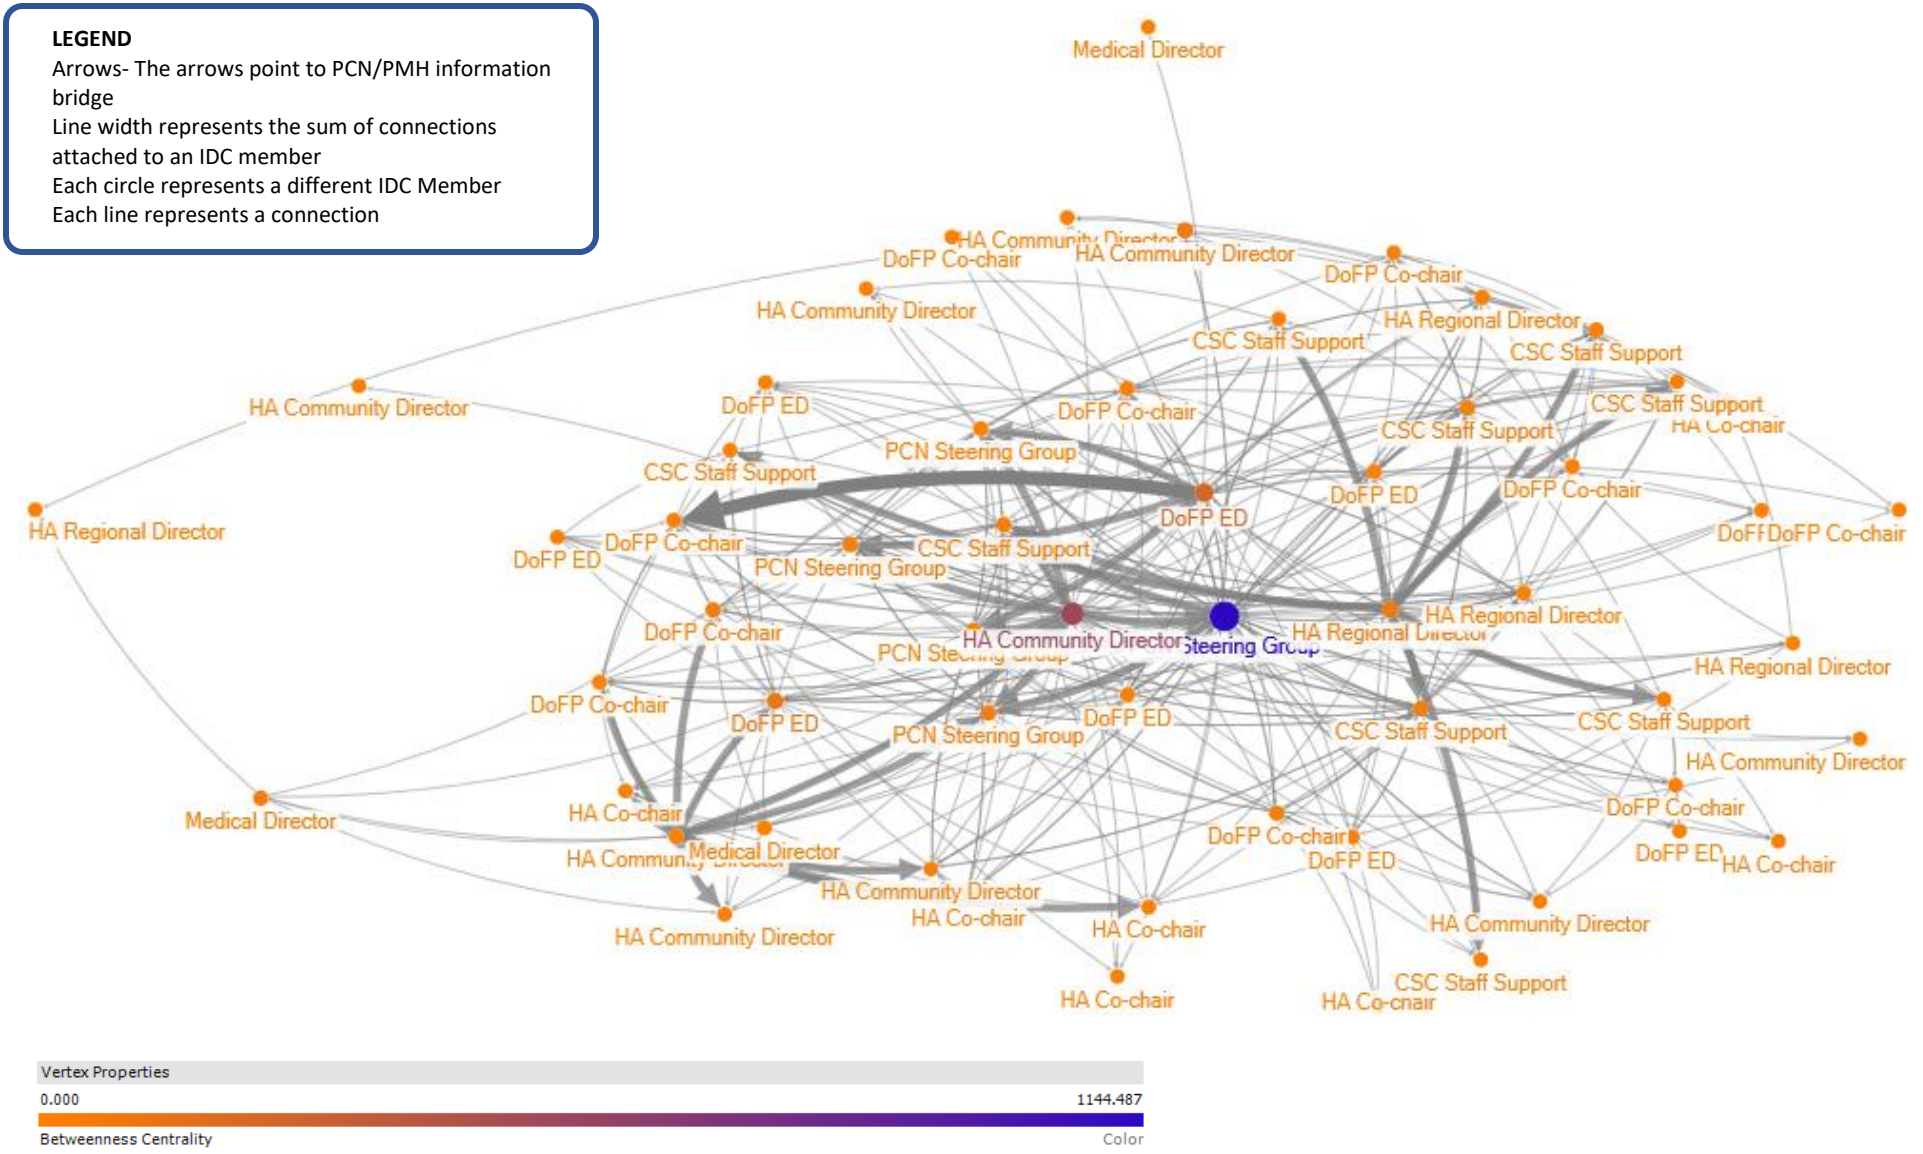 LEGEND
Arrows- The arrows point to PCN/PMH information
bridge
Line width represents the sum of connections
attached to an IDC member
Each circle represents a different IDC Member
Each line represents a connection
Medical Director
HA Community Director
DoFP Co-chair
HA Community Director
DoFP Co-chair
HA Community Director
HA Regional Director
CSC Staff Support
CSC Staff Support
HA Community Director
DoFP ED
DoFP Co-chair
CSC Staff Support
HA Co-chair
CSC Staff Support
PCN Steering Group
CSC Staff Support
DoFP ED
DoFP Co-chair
DoFP ED
HA Regional Director
DoFP Co-chair
DoFP ED
CSC Staff Support
PCN Steering Group
DoFP Co-chair
HA Regional Director
DoFP Co-chair
HA Community Director
Steering Group
HA Regional Director
PCN Steering Group
HA Regional Director
DoFP Co-chair
DoFP ED
PCN Steering Group
DoFP ED
CSC Staff Support
CSC Staff Support
HA Community Director
HA Co-chair
DoFP Co-chair
DoFP Co-chair
Medical Director
HA Community Director
Medical Director
DoFP ED
DoFP ED
HA Co-chair
HA Community Director
HA Co-chair
HA Co-chair
HA Community Director
HA Community Director
HA Co-chair
HA Co-chair
CSC Staff Support
Vertex Properties
0.000 1144.487
Betweenness Centrality Color